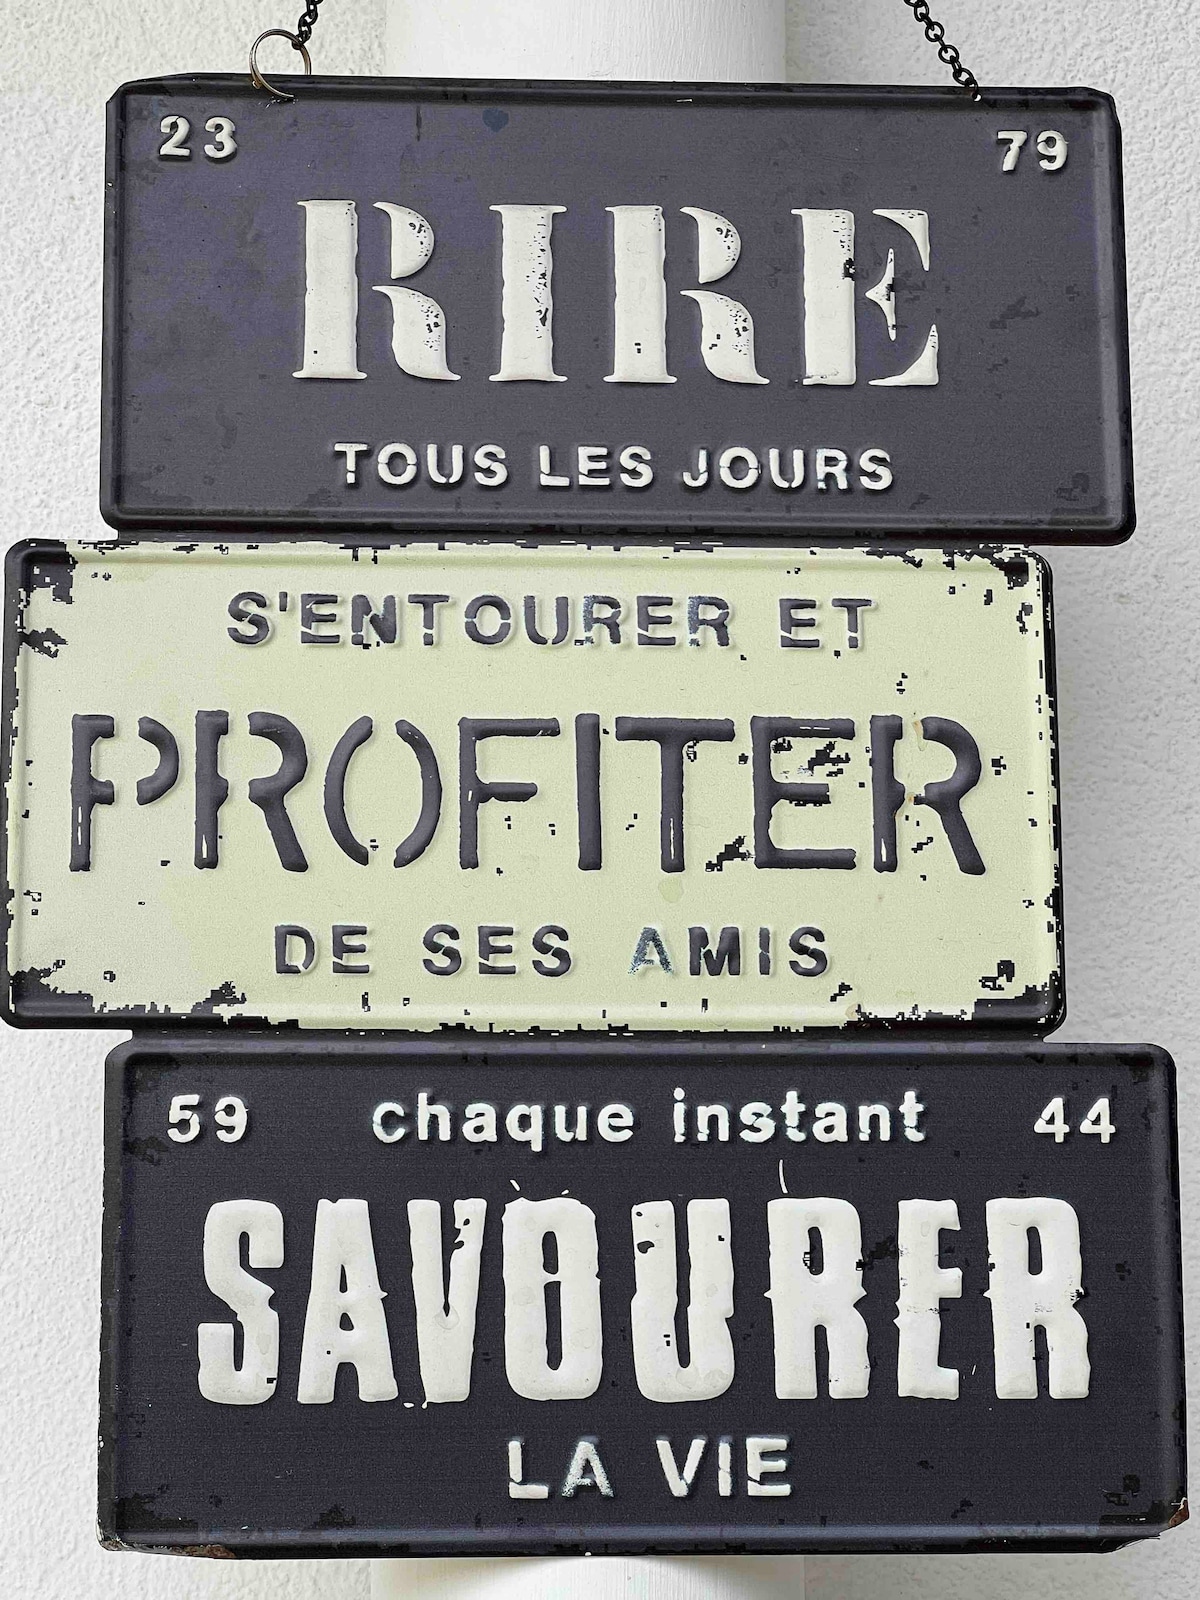 23 79
RIRE
TOUS LES JOURS
S'ENTOURER ET
PROFITER
DE SES AMIS
59 chaque instant 44
SAVOURER
LA VIE